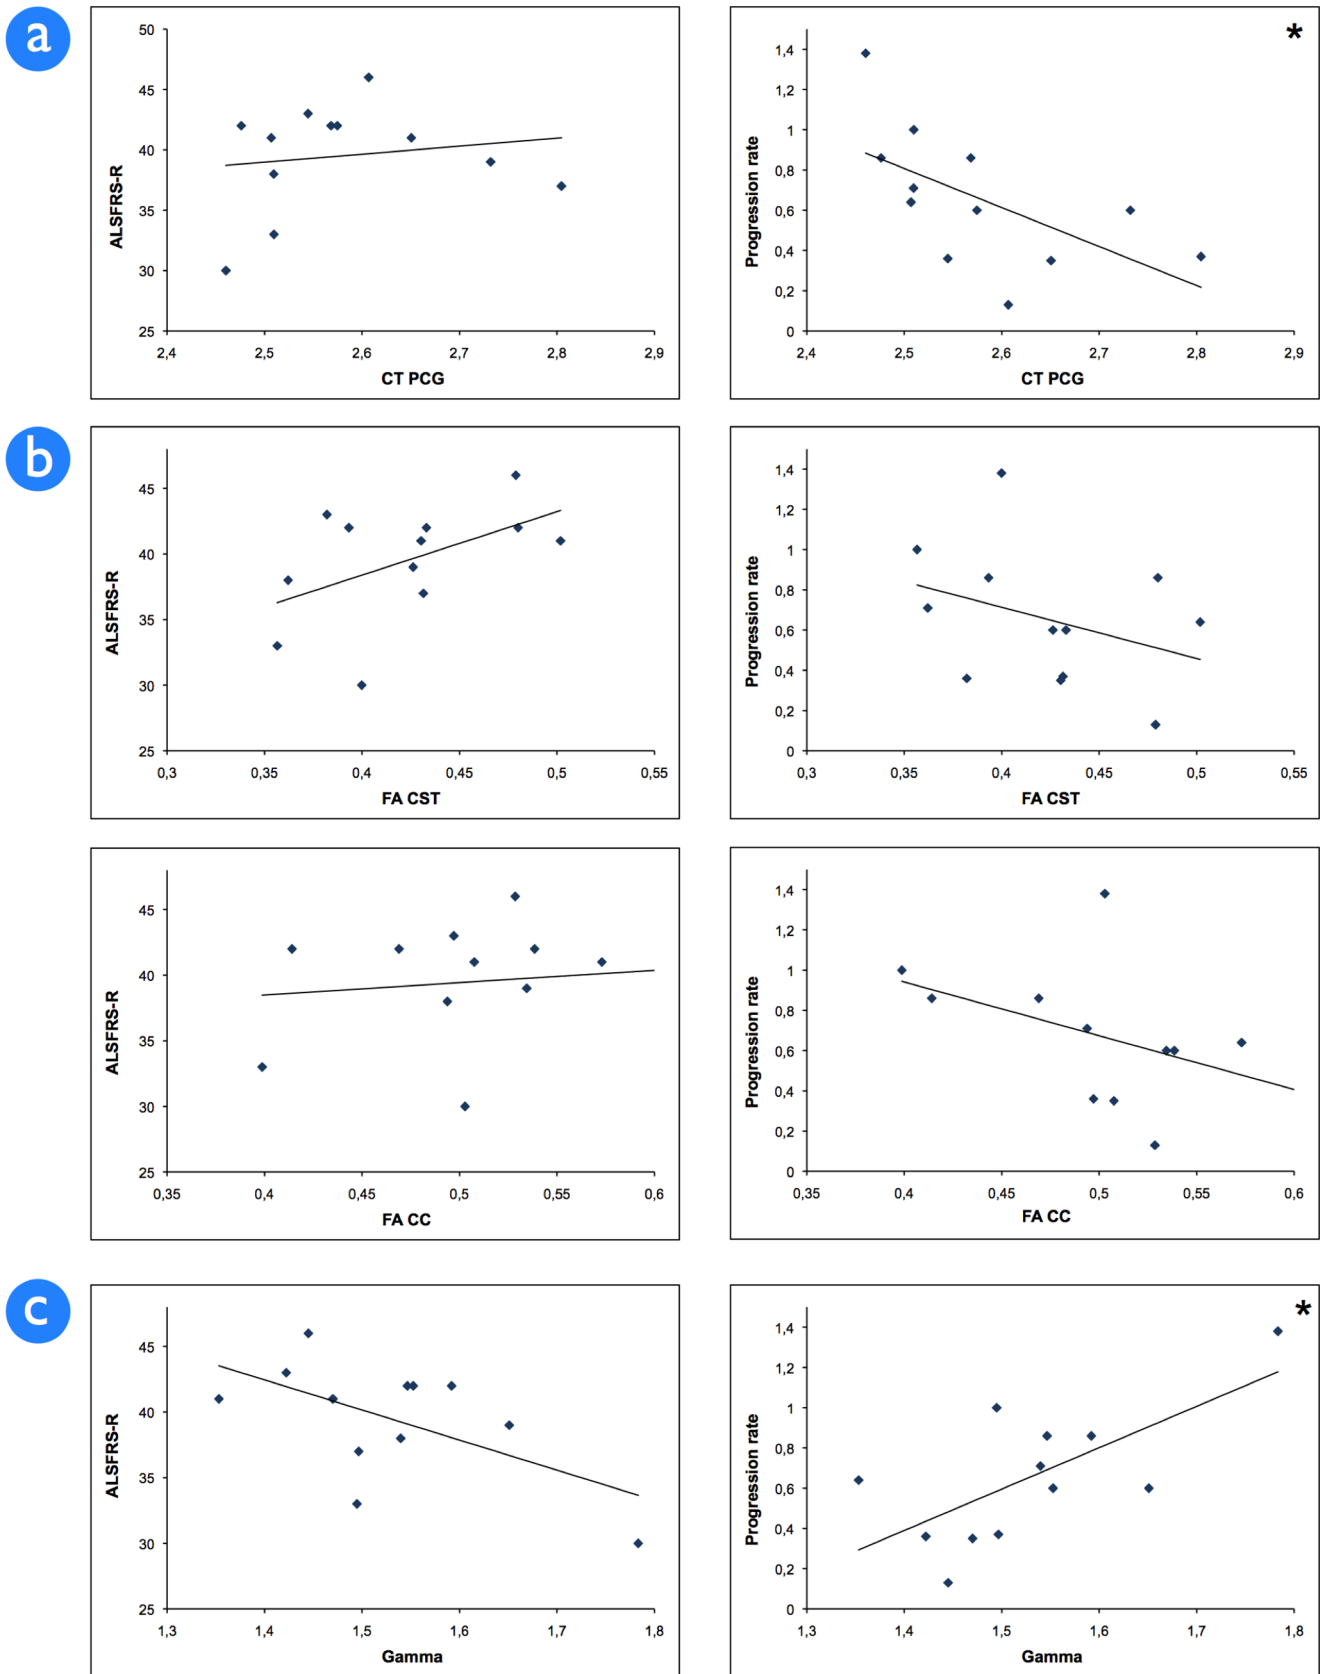 a
50
45
40
35
30
25
ALSFRS-R
2,4 2,5 2,6 2,7 2,8 2,9
CT PCG
*
1,4
1,2
1
0,8
0,6
0,4
0,2
0
Progression rate
2,4 2,5 2,6 2,7 2,8 2,9
CT PCG
b
45
40
35
30
25
ALSFRS-R
0,3 0,35 0,4 0,45 0,5 0,55
FA CST
1,4
1,2
1
0,8
0,6
0,4
0,2
0
Progression rate
0,3 0,35 0,4 0,45 0,5 0,55
FA CST
45
40
35
30
25
ALSFRS-R
0,35 0,4 0,45 0,5 0,55 0,6
FA CC
1,4
1,2
1
0,8
0,6
0,4
0,2
0
Progression rate
0,35 0,4 0,45 0,5 0,55 0,6
FA CC
c
45
40
35
30
25
ALSFRS-R
1,3 1,4 1,5 1,6 1,7 1,8
Gamma
*
1,4
1,2
1
0,8
0,6
0,4
0,2
0
Progression rate
1,3 1,4 1,5 1,6 1,7 1,8
Gamma